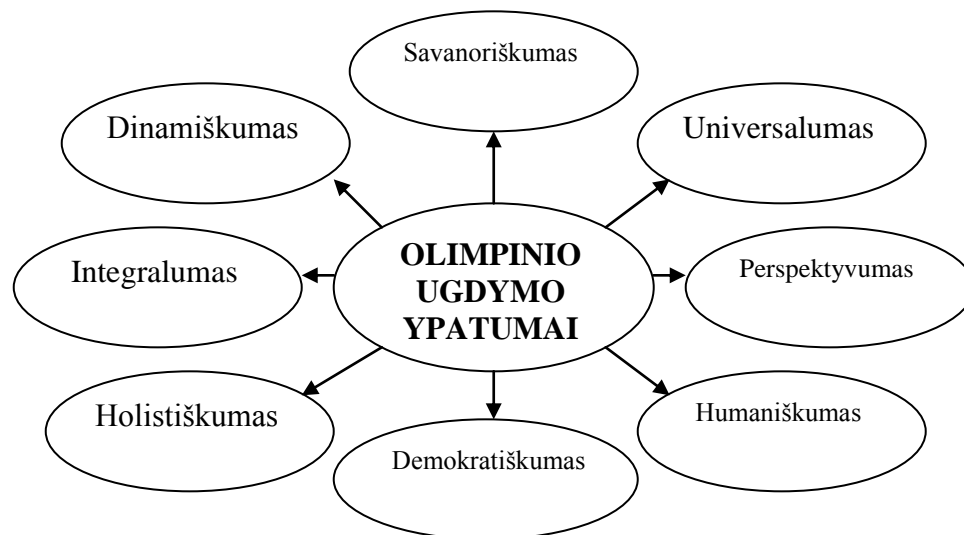 Savanoriškumas
Dinamiškumas
Universalumas
OLIMPINIO
UGDYMO
YPATUMAI
Integralumas
Perspektyvumas
Holistiškumas
Humaniškumas
Demokratiškumas